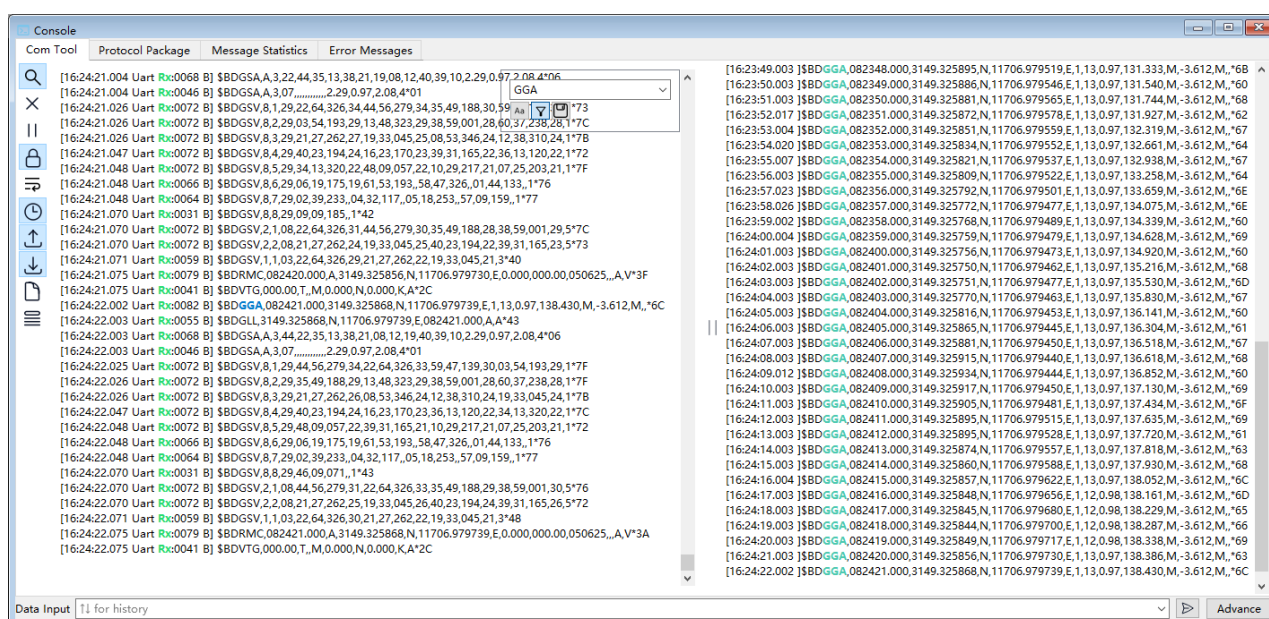 Console
Com Tool Protocol Package Message Statistics Error Messages
[16:24:21.004 Uart Rx:0068 B] $BDGSA,A,3,22,44,35,13,38,21,19,08,12,40,39,10,2.29,0.97,2.08,4*06
[16:24:21.004 Uart Rx:0046 B] $BDGSA,A,3,07,,,,,,,,,,,,2.29,0.97,2.08,4*01
GGA
Aa
[16:24:21.026 Uart Rx:0072 B] $BDGSV,8,1,29,22,64,326,34,44,56,279,34,35,49,188,30,59 *73
[16:24:21.026 Uart Rx:0072 B] $BDGSV,8,2,29,03,54,193,29,13,48,323,29,38,59,001,28,60,37,238,28,1*7C
[16:24:21.026 Uart Rx:0072 B] $BDGSV,8,3,29,21,27,262,27,19,33,045,25,08,53,346,24,12,38,310,24,1*7B
[16:24:21.047 Uart Rx:0072 B] $BDGSV,8,4,29,40,23,194,24,16,23,170,23,39,31,165,22,36,13,120,22,1*72
[16:24:21.048 Uart Rx:0072 B] $BDGSV,8,5,29,34,13,320,22,48,09,057,22,10,29,217,21,07,25,203,21,1*7F
[16:24:21.048 Uart Rx:0066 B] $BDGSV,8,6,29,06,19,175,19,61,53,193,,58,47,326,,01,44,133,,1*76
[16:24:21.048 Uart Rx:0064 B] $BDGSV,8,7,29,02,39,233,,04,32,117,,05,18,253,,57,09,159,,1*77
[16:24:21.070 Uart Rx:0031 B] $BDGSV,8,8,29,09,09,185,,1*42
[16:24:21.070 Uart Rx:0072 B] $BDGSV,2,1,08,22,64,326,31,44,56,279,30,35,49,188,28,38,59,001,29,5*7C
[16:24:21.070 Uart Rx:0072 B] $BDGSV,2,2,08,21,27,262,24,19,33,045,25,40,23,194,22,39,31,165,23,5*73
[16:24:21.071 Uart Rx:0059 B] $BDGSV,1,1,03,22,64,326,29,21,27,262,22,19,33,045,21,3*40
[16:24:21.075 Uart Rx:0079 B] $BDRMC,082420.000,A,3149.325856,N,11706.979730,E,0.000,000.00,050625,,,A,V*3F
[16:24:21.075 Uart Rx:0041 B] $BDVTG,000.00,T,,M,0.000,N,0.000,K,A*2C
[16:24:22.002 Uart Rx:0082 B] $BDGGA,082421.000,3149.325868,N,11706.979739,E,1,13,0.97,138.430,M,-3.612,M,,*6C
[16:24:22.003 Uart Rx:0055 B] $BDGLL,3149.325868,N,11706.979739,E,082421.000,A,A*43
[16:24:22.003 Uart Rx:0068 B] $BDGSA,A,3,44,22,35,13,38,21,08,12,19,40,39,10,2.29,0.97,2.08,4*06
[16:24:22.003 Uart Rx:0046 B] $BDGSA,A,3,07,,,,,,,,,,,,2.29,0.97,2.08,4*01
[16:24:22.025 Uart Rx:0072 B] $BDGSV,8,1,29,44,56,279,34,22,64,326,33,59,47,139,30,03,54,193,29,1*7F
[16:24:22.026 Uart Rx:0072 B] $BDGSV,8,2,29,35,49,188,29,13,48,323,29,38,59,001,28,60,37,238,28,1*7F
[16:24:22.026 Uart Rx:0072 B] $BDGSV,8,3,29,21,27,262,26,08,53,346,24,12,38,310,24,19,33,045,24,1*7B
[16:24:22.047 Uart Rx:0072 B] $BDGSV,8,4,29,40,23,194,24,16,23,170,23,36,13,120,22,34,13,320,22,1*7C
[16:24:22.048 Uart Rx:0072 B] $BDGSV,8,5,29,48,09,057,22,39,31,165,21,10,29,217,21,07,25,203,21,1*72
[16:24:22.048 Uart Rx:0066 B] $BDGSV,8,6,29,06,19,175,19,61,53,193,,58,47,326,,01,44,133,,1*76
[16:24:22.048 Uart Rx:0064 B] $BDGSV,8,7,29,02,39,233,,04,32,117,,05,18,253,,57,09,159,,1*77
[16:24:22.070 Uart Rx:0031 B] $BDGSV,8,8,29,46,09,071,,1*43
[16:24:22.070 Uart Rx:0072 B] $BDGSV,2,1,08,44,56,279,31,22,64,326,33,35,49,188,29,38,59,001,30,5*76
[16:24:22.070 Uart Rx:0072 B] $BDGSV,2,2,08,21,27,262,25,19,33,045,26,40,23,194,24,39,31,165,26,5*72
[16:24:22.071 Uart Rx:0059 B] $BDGSV,1,1,03,22,64,326,30,21,27,262,22,19,33,045,21,3*48
[16:24:22.075 Uart Rx:0079 B] $BDRMC,082421.000,A,3149.325868,N,11706.979739,E,0.000,000.00,050625,,,A,V*3A
[16:24:22.075 Uart Rx:0041 B] $BDVTG,000.00,T,,M,0.000,N,0.000,K,A*2C
[16:23:49.003 ]$BDGGA,082348.000,3149.325895,N,11706.979519,E,1,13,0.97,131.333,M,-3.612,M,,*6B
[16:23:50.003 ]$BDGGA,082349.000,3149.325886,N,11706.979546,E,1,13,0.97,131.540,M,-3.612,M,,*60
[16:23:51.003 ]$BDGGA,082350.000,3149.325881,N,11706.979565,E,1,13,0.97,131.744,M,-3.612,M,,*68
[16:23:52.017 ]$BDGGA,082351.000,3149.325872,N,11706.979578,E,1,13,0.97,131.927,M,-3.612,M,,*62
[16:23:53.004 ]$BDGGA,082352.000,3149.325851,N,11706.979559,E,1,13,0.97,132.319,M,-3.612,M,,*67
[16:23:54.020 ]$BDGGA,082353.000,3149.325834,N,11706.979552,E,1,13,0.97,132.661,M,-3.612,M,,*64
[16:23:55.007 ]$BDGGA,082354.000,3149.325821,N,11706.979537,E,1,13,0.97,132.938,M,-3.612,M,,*67
[16:23:56.003 ]$BDGGA,082355.000,3149.325809,N,11706.979522,E,1,13,0.97,133.258,M,-3.612,M,,*64
[16:23:57.023 ]$BDGGA,082356.000,3149.325792,N,11706.979501,E,1,13,0.97,133.659,M,-3.612,M,,*6E
[16:23:58.026 ]$BDGGA,082357.000,3149.325772,N,11706.979477,E,1,13,0.97,134.075,M,-3.612,M,,*6E
[16:23:59.002 ]$BDGGA,082358.000,3149.325768,N,11706.979489,E,1,13,0.97,134.339,M,-3.612,M,,*60
[16:24:00.004 ]$BDGGA,082359.000,3149.325759,N,11706.979479,E,1,13,0.97,134.628,M,-3.612,M,,*69
[16:24:01.003 ]$BDGGA,082400.000,3149.325756,N,11706.979473,E,1,13,0.97,134.920,M,-3.612,M,,*60
[16:24:02.003 ]$BDGGA,082401.000,3149.325750,N,11706.979462,E,1,13,0.97,135.216,M,-3.612,M,,*68
[16:24:03.003 ]$BDGGA,082402.000,3149.325751,N,11706.979477,E,1,13,0.97,135.530,M,-3.612,M,,*6D
[16:24:04.003 ]$BDGGA,082403.000,3149.325770,N,11706.979463,E,1,13,0.97,135.830,M,-3.612,M,,*67
[16:24:05.003 ]$BDGGA,082404.000,3149.325816,N,11706.979453,E,1,13,0.97,136.141,M,-3.612,M,,*60
[16:24:06.003 ]$BDGGA,082405.000,3149.325865,N,11706.979445,E,1,13,0.97,136.304,M,-3.612,M,,*61
[16:24:07.003 ]$BDGGA,082406.000,3149.325881,N,11706.979450,E,1,13,0.97,136.518,M,-3.612,M,,*67
[16:24:08.003 ]$BDGGA,082407.000,3149.325915,N,11706.979440,E,1,13,0.97,136.618,M,-3.612,M,,*68
[16:24:09.012 ]$BDGGA,082408.000,3149.325934,N,11706.979444,E,1,13,0.97,136.852,M,-3.612,M,,*60
[16:24:10.003 ]$BDGGA,082409.000,3149.325917,N,11706.979450,E,1,13,0.97,137.130,M,-3.612,M,,*69
[16:24:11.003 ]$BDGGA,082410.000,3149.325905,N,11706.979481,E,1,13,0.97,137.434,M,-3.612,M,,*6F
[16:24:12.003 ]$BDGGA,082411.000,3149.325895,N,11706.979515,E,1,13,0.97,137.635,M,-3.612,M,,*69
[16:24:13.003 ]$BDGGA,082412.000,3149.325895,N,11706.979528,E,1,13,0.97,137.720,M,-3.612,M,,*61
[16:24:14.003 ]$BDGGA,082413.000,3149.325874,N,11706.979557,E,1,13,0.97,137.818,M,-3.612,M,,*63
[16:24:15.003 ]$BDGGA,082414.000,3149.325860,N,11706.979588,E,1,13,0.97,137.930,M,-3.612,M,,*68
[16:24:16.004 ]$BDGGA,082415.000,3149.325857,N,11706.979622,E,1,13,0.97,138.052,M,-3.612,M,,*6C
[16:24:17.003 ]$BDGGA,082416.000,3149.325848,N,11706.979656,E,1,12,0.98,138.161,M,-3.612,M,,*6D
[16:24:18.003 ]$BDGGA,082417.000,3149.325845,N,11706.979680,E,1,12,0.98,138.229,M,-3.612,M,,*65
[16:24:19.003 ]$BDGGA,082418.000,3149.325844,N,11706.979700,E,1,12,0.98,138.287,M,-3.612,M,,*66
[16:24:20.003 ]$BDGGA,082419.000,3149.325849,N,11706.979717,E,1,12,0.98,138.338,M,-3.612,M,,*69
[16:24:21.003 ]$BDGGA,082420.000,3149.325856,N,11706.979730,E,1,13,0.97,138.386,M,-3.612,M,,*63
[16:24:22.002 ]$BDGGA,082421.000,3149.325868,N,11706.979739,E,1,13,0.97,138.430,M,-3.612,M,,*6C
Data Input ↑↓ for history
Advance